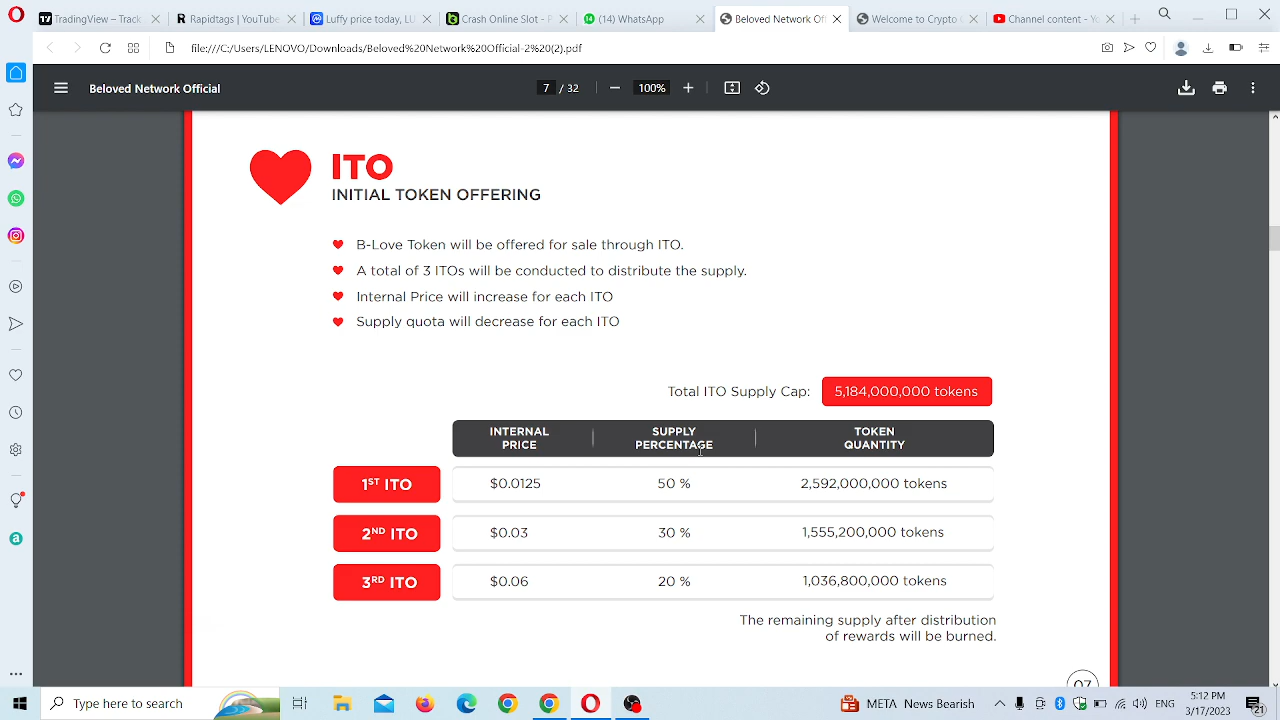 TradingView - Track
Rapidtags | YouTube
Luffy price today, LU
Crash Online Slot - P
(14) WhatsApp
Beloved Network Of
Welcome to Crypto
Channel content - Yo
file:///C:/Users/LENOVO/Downloads/Beloved%20Network%20Official-2%20(2).pdf
Beloved Network Official
7 / 32
100%
ITO
INITIAL TOKEN OFFERING
B-Love Token will be offered for sale through ITO.
A total of 3 ITOs will be conducted to distribute the supply.
Internal Price will increase for each ITO
Supply quota will decrease for each ITO
Total ITO Supply Cap: 5,184,000,000 tokens
INTERNAL PRICE SUPPLY PERCENTAGE TOKEN QUANTITY
1ST ITO $0.0125 50 % 2,592,000,000 tokens
2ND ITO $0.03 30 % 1,555,200,000 tokens
3RD ITO $0.06 20 % 1,036,800,000 tokens
The remaining supply after distribution
of rewards will be burned.
07
Type here to search
META News Bearish
ENG
5:12 PM
3/17/2023
21